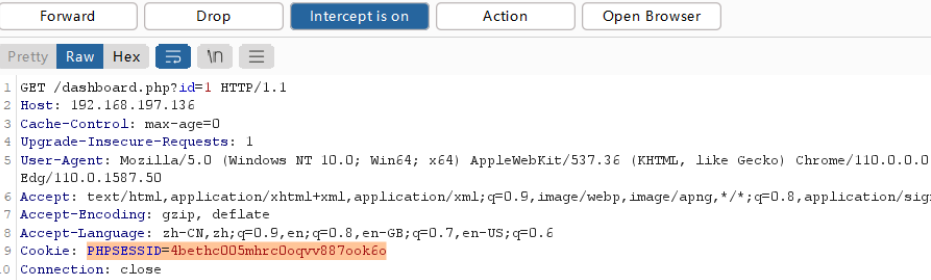 Forward Drop Intercept is on Action Open Browser
Pretty Raw Hex \n
1 GET /dashboard.php?id=1 HTTP/1.1
2 Host: 192.168.197.136
3 Cache-Control: max-age=0
4 Upgrade-Insecure-Requests: 1
5 User-Agent: Mozilla/5.0 (Windows NT 10.0; Win64; x64) AppleWebKit/537.36 (KHTML, like Gecko) Chrome/110.0.0.0
Edg/110.0.1587.50
6 Accept: text/html,application/xhtml+xml,application/xml;q=0.9,image/webp,image/apng,*/*;q=0.8,application/sig
7 Accept-Encoding: gzip, deflate
8 Accept-Language: zh-CN,zh;q=0.9,en;q=0.8,en-GB;q=0.7,en-US;q=0.6
9 Cookie: PHPSESSID=4bethc005mhrc0oqvv887ook6o
0 Connection: close